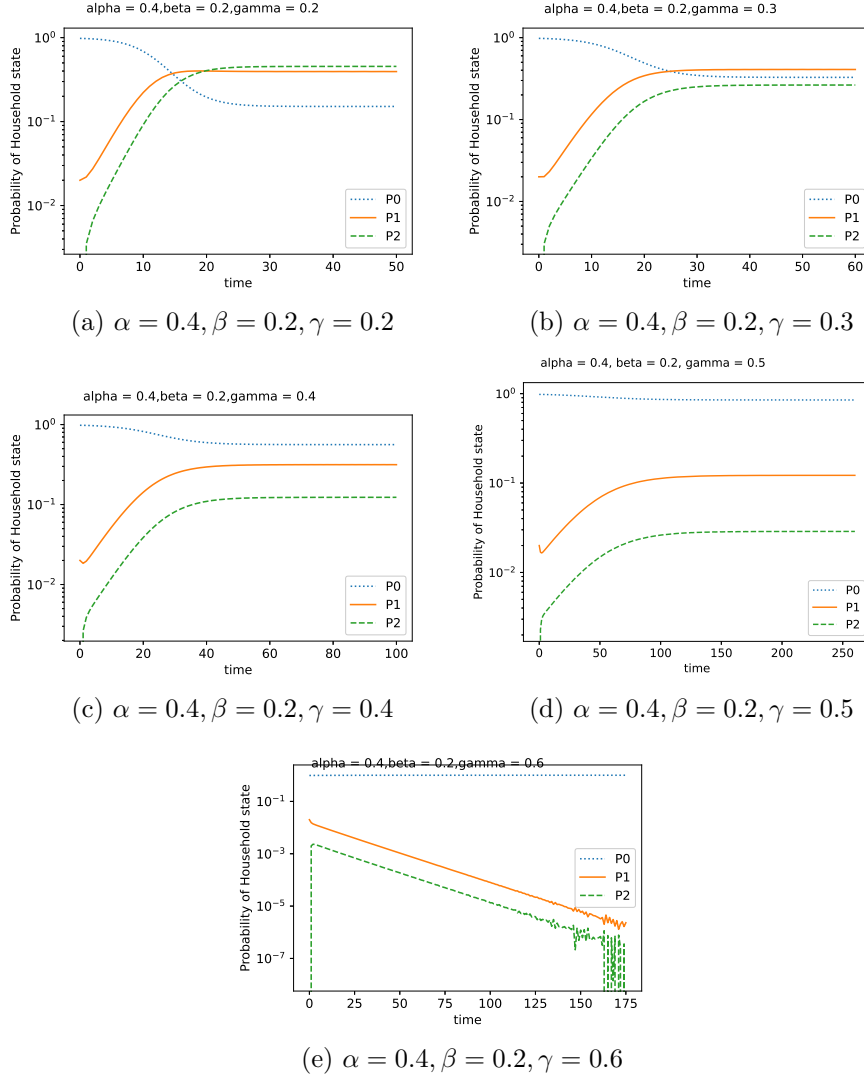 alpha = 0.4,beta = 0.2,gamma = 0.2
Probability of Household state
10^0
10^{-1}
10^{-2}
P0
P1
P2
0 10 20 30 40 50
time
(a) α = 0.4, β = 0.2, γ = 0.2
alpha = 0.4,beta = 0.2,gamma = 0.3
Probability of Household state
10^0
10^{-1}
10^{-2}
P0
P1
P2
0 10 20 30 40 50 60
time
(b) α = 0.4, β = 0.2, γ = 0.3
alpha = 0.4,beta = 0.2,gamma = 0.4
Probability of Household state
10^0
10^{-1}
10^{-2}
P0
P1
P2
0 20 40 60 80 100
time
(c) α = 0.4, β = 0.2, γ = 0.4
alpha = 0.4, beta = 0.2, gamma = 0.5
Probability of Household state
10^0
10^{-1}
10^{-2}
P0
P1
P2
0 50 100 150 200 250
time
(d) α = 0.4, β = 0.2, γ = 0.5
alpha = 0.4,beta = 0.2,gamma = 0.6
Probability of Household state
10^{-1}
10^{-3}
10^{-5}
10^{-7}
P0
P1
P2
0 25 50 75 100 125 150 175
time
(e) α = 0.4, β = 0.2, γ = 0.6